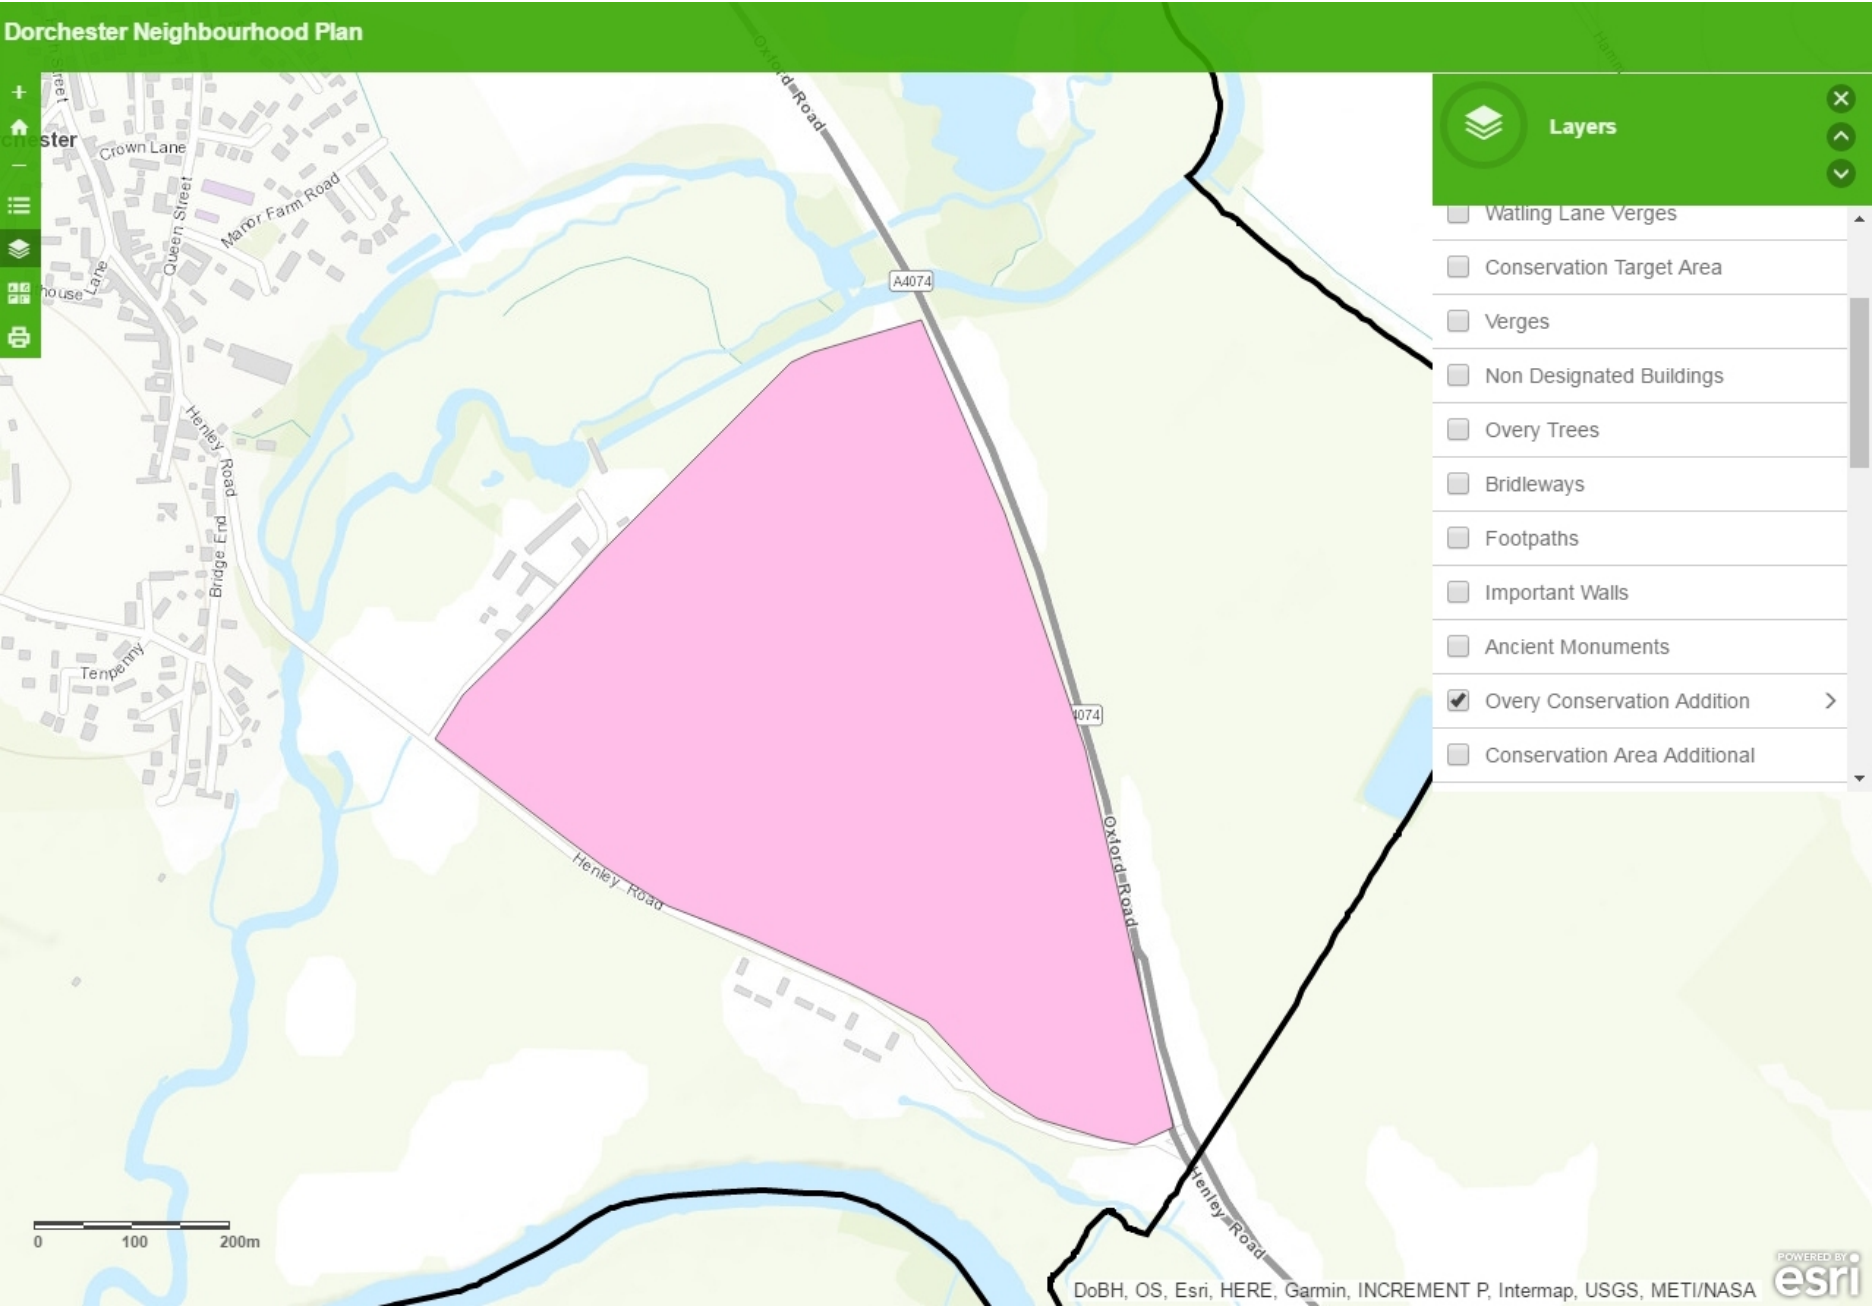 Dorchester Neighbourhood Plan
Oxford Road
chester
Crown Lane
Queen Street
Manor Farm Road
house Lane
A4074
Henley Road
Bridge End
Tenpenny
4074
Oxford Road
Henley Road
Henley Road
Layers
Watling Lane Verges
Conservation Target Area
Verges
Non Designated Buildings
Overy Trees
Bridleways
Footpaths
Important Walls
Ancient Monuments
Overy Conservation Addition
Conservation Area Additional
0 100 200m
DoBH, OS, Esri, HERE, Garmin, INCREMENT P, Intermap, USGS, METI/NASA
POWERED BY
esri